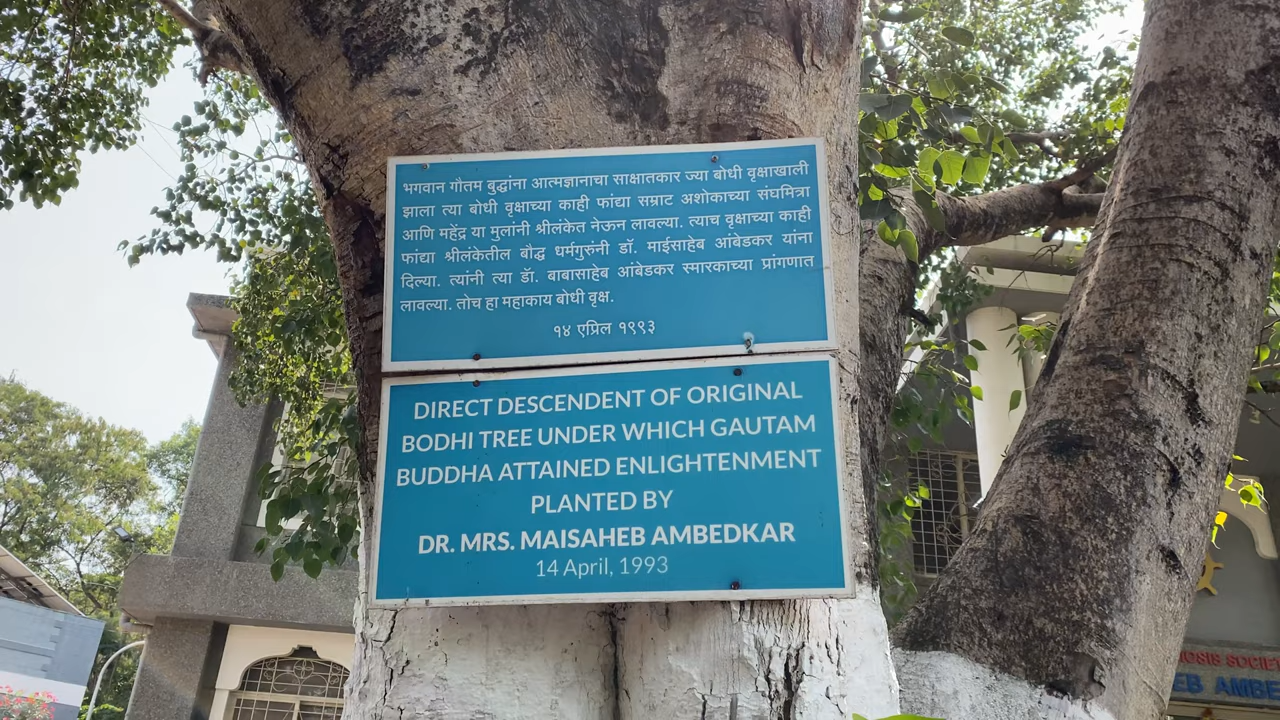 भगवान गौतम बुद्धांना आत्मज्ञानाचा साक्षातकार ज्या बोधी वृक्षाखाली
झाला त्या बोधी वृक्षाच्या काही फांद्या सम्राट अशोकाच्या संघमित्रा
आणि महेंद्र या मुलांनी श्रीलंकेत नेऊन लावल्या. त्याच वृक्षाच्या काही
फांद्या श्रीलंकेतील बौद्ध धर्मगुरुंनी डॉ. माईसाहेब आंबेडकर यांना
दिल्या. त्यांनी त्या डॉ. बाबासाहेब आंबेडकर स्मारकाच्या प्रांगणात
लावल्या. तोच हा महाकाय बोधी वृक्ष.
१४ एप्रिल १९९३
DIRECT DESCENDENT OF ORIGINAL
BODHI TREE UNDER WHICH GAUTAM
BUDDHA ATTAINED ENLIGHTENMENT
PLANTED BY
DR. MRS. MAISAHEB AMBEDKAR
14 April, 1993